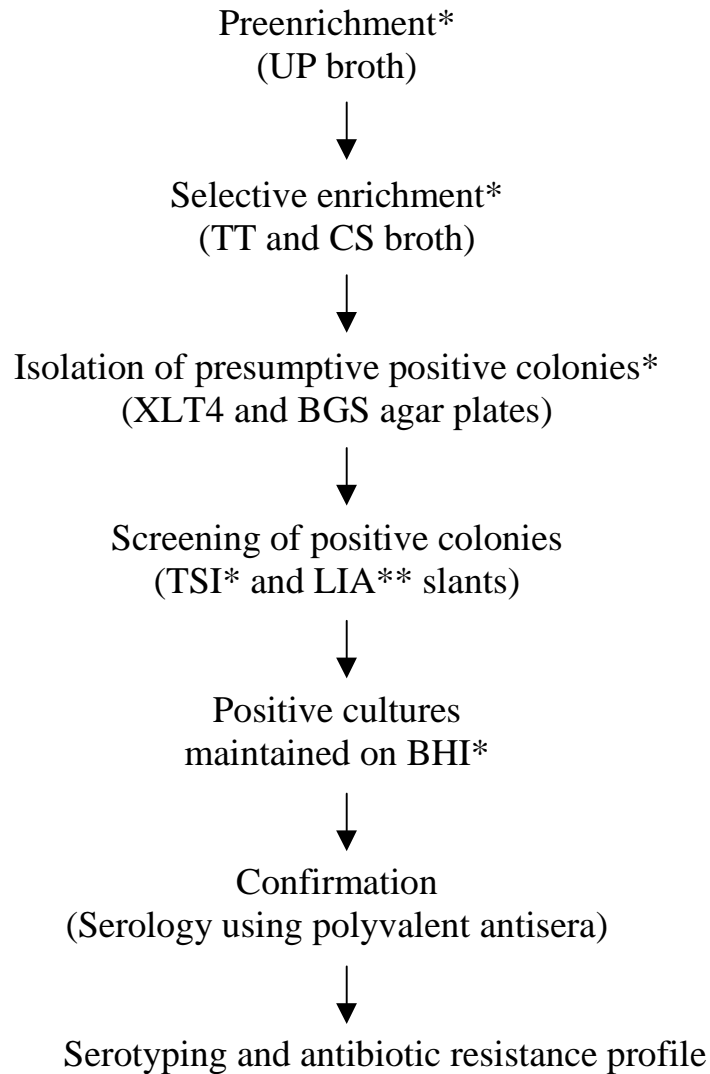 Preenrichment*
(UP broth)
Selective enrichment*
(TT and CS broth)
Isolation of presumptive positive colonies*
(XLT4 and BGS agar plates)
Screening of positive colonies
(TSI* and LIA** slants)
Positive cultures
maintained on BHI*
Confirmation
(Serology using polyvalent antisera)
Serotyping and antibiotic resistance profile